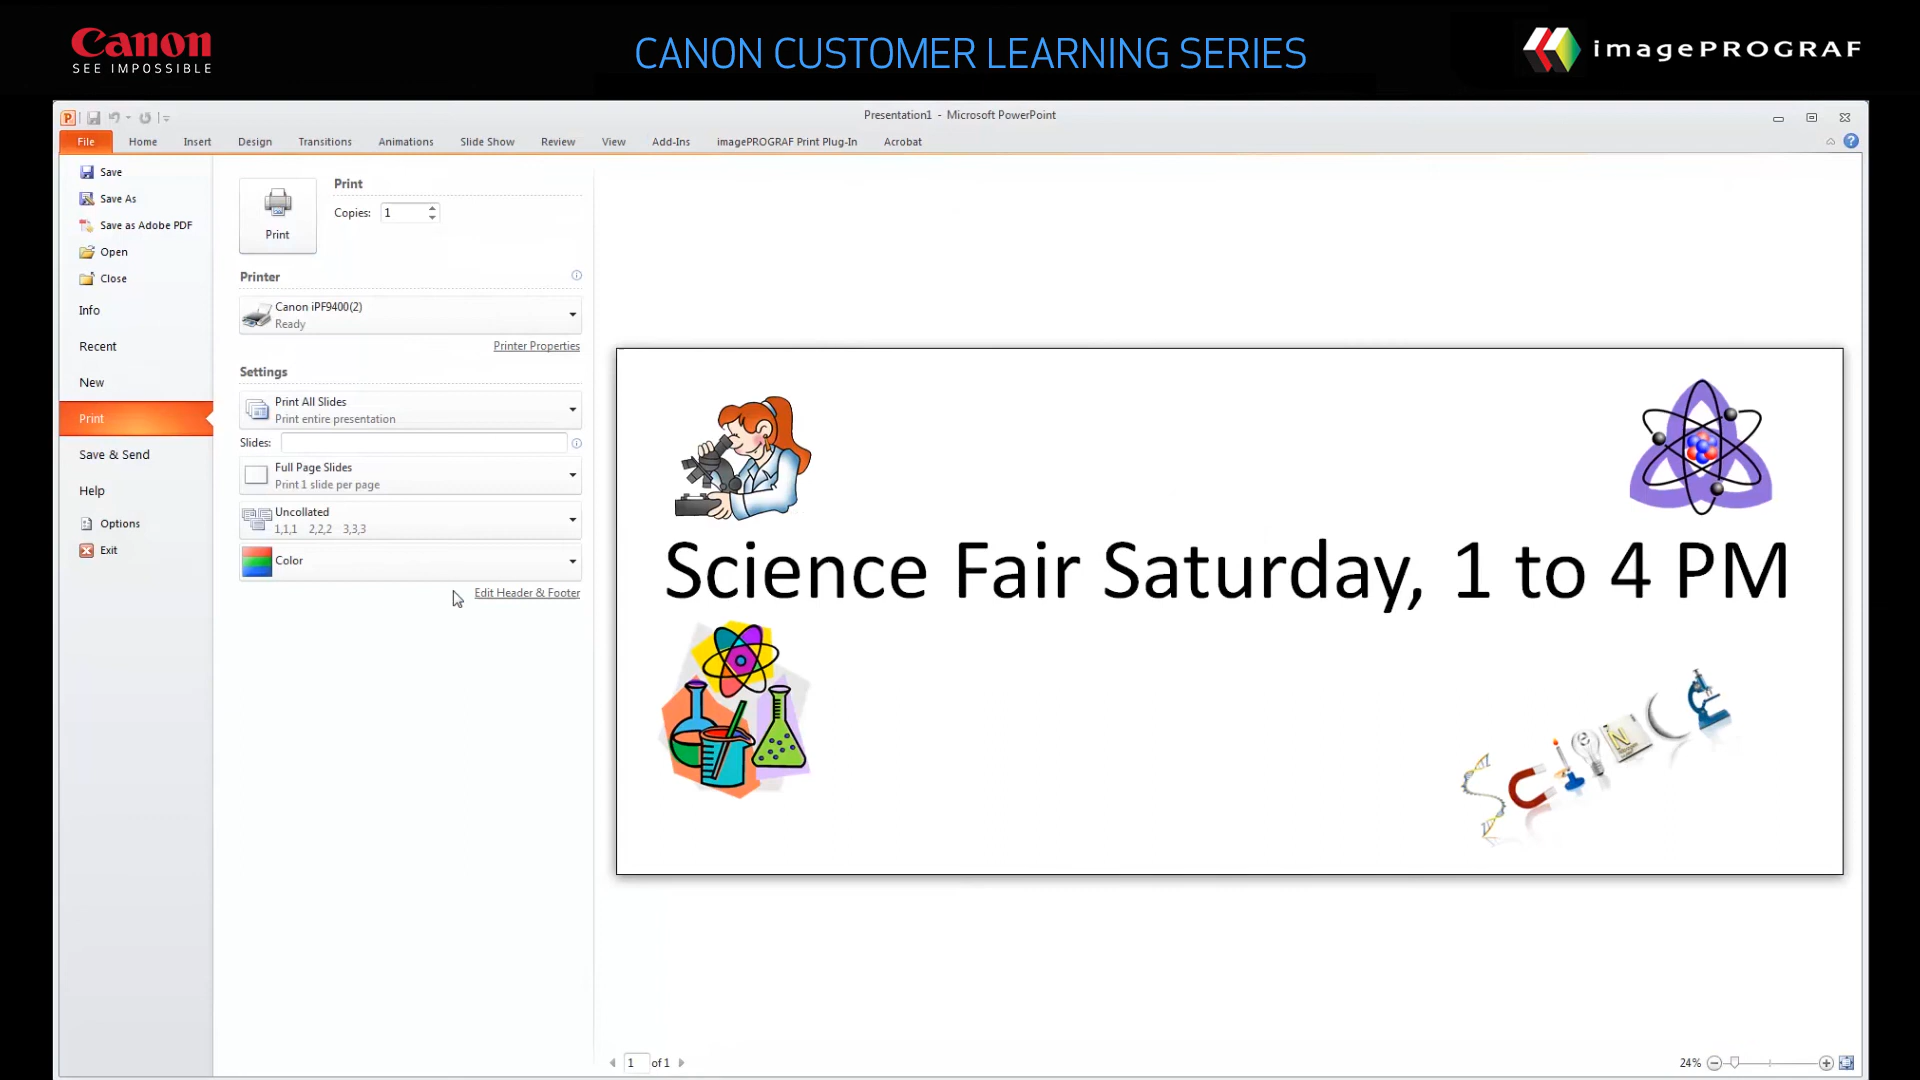 Canon
SEE IMPOSSIBLE
CANON CUSTOMER LEARNING SERIES
imagePROGRAF
Presentation1 - Microsoft PowerPoint
File Home Insert Design Transitions Animations Slide Show Review View Add-Ins imagePROGRAF Print Plug-In Acrobat
Save
Save As
Save as Adobe PDF
Open
Close
Info
Recent
New
Print
Save & Send
Help
Options
Exit
Print
Print
Copies: 1
Printer
Canon iPF9400(2)
Ready
Printer Properties
Settings
Print All Slides
Print entire presentation
Slides:
Full Page Slides
Print 1 slide per page
Uncollated
1,1,1 2,2,2 3,3,3
Color
Edit Header & Footer
Science Fair Saturday, 1 to 4 PM
SCIENCE
1 of 1
24%